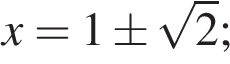 x = 1 ± √2;